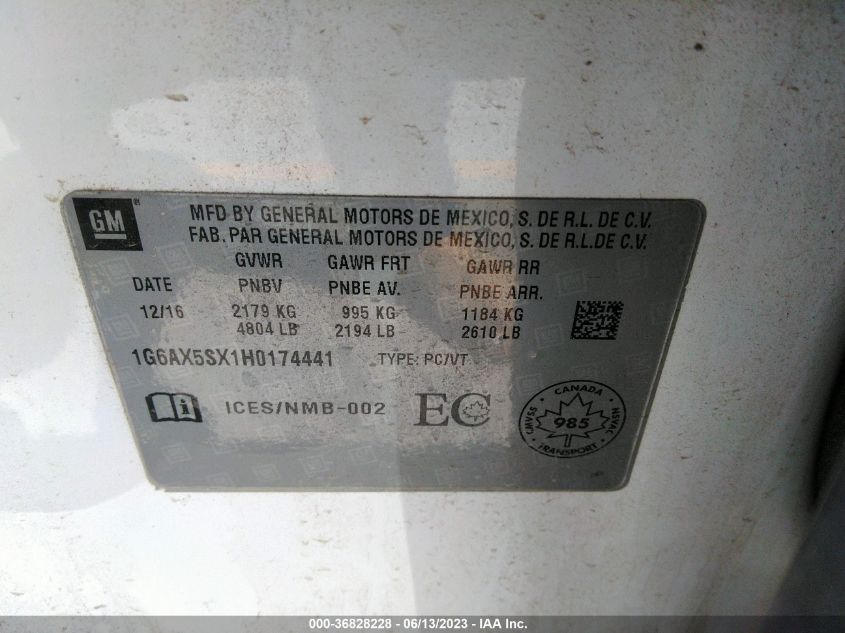 GM ®
MFD BY GENERAL MOTORS DE MEXICO, S. DE R.L. DE C.V.
FAB. PAR GENERAL MOTORS DE MEXICO, S. DE R.L.DE C.V.
GVWR GAWR FRT GAWR RR
DATE PNBV PNBE AV. PNBE ARR.
12/16 2179 KG 995 KG 1184 KG
4804 LB 2194 LB 2610 LB
1G6AX5SX1H0174441 TYPE: PC/VT
ICES/NMB-002 EC
CANADA
CMVSS 985 NSVAC
TRANSPORT
000-36828228 - 06/13/2023 - IAA Inc.